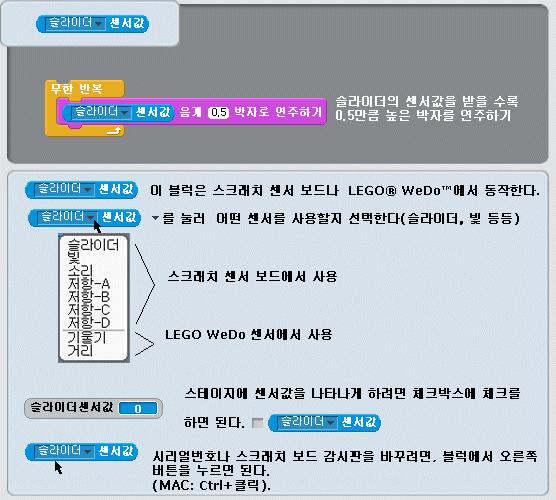 슬라이더 센서값
무한 반복
슬라이더 센서값 음개 0.5 박자로 연주하기
슬라이더의 센서값을 받을 수록
0.5만큼 높은 박자를 연주하기
슬라이더 센서값 이 블럭은 스크래치 센서 보드나 LEGO® WeDo™에서 동작한다.
슬라이더 센서값 ▼를 눌러 어떤 센서를 사용할지 선택한다(슬라이더, 빛 등등)
슬라이더
빛
소리
저항-A
저항-B
저항-C
저항-D
기울기
거리
스크래치 센서 보드에서 사용
LEGO WeDo 센서에서 사용
슬라이더센서값 0
스테이지에 센서값을 나타나게 하려면 체크박스에 체크를
하면 된다. 슬라이더 센서값
슬라이더 센서값 시리얼번호나 스크래치 보드 감시판을 바꾸려면, 블럭에서 오른쪽
버튼을 누르면 된다.
(MAC: Ctrl+클릭).